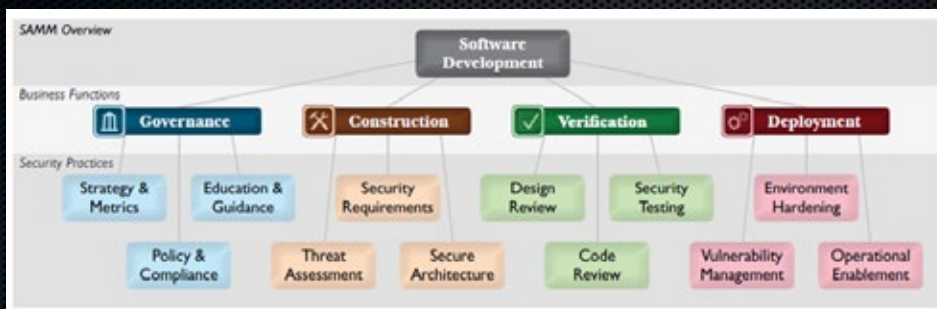 SAMM Overview
Software
Development
Business Functions
Governance
Construction
Verification
Deployment
Security Practices
Strategy &
Metrics
Education &
Guidance
Security
Requirements
Design
Review
Security
Testing
Environment
Hardening
Policy &
Compliance
Threat
Assessment
Secure
Architecture
Code
Review
Vulnerability
Management
Operational
Enablement